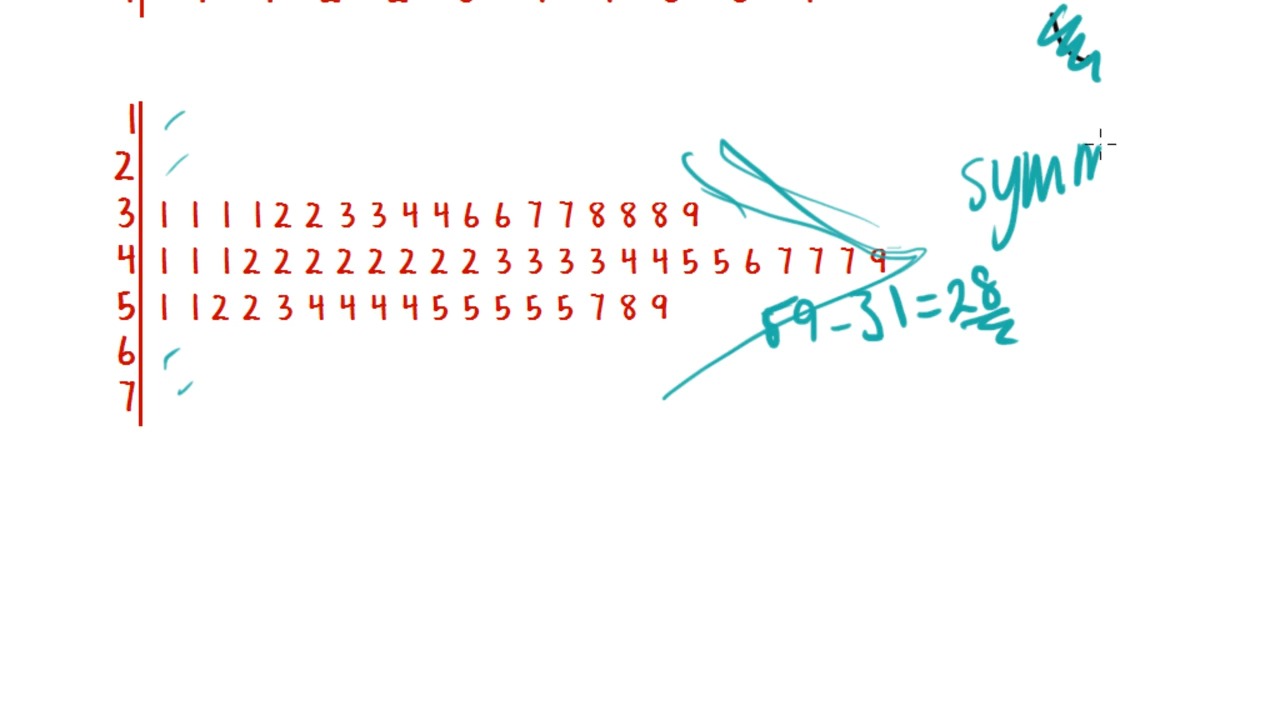 symm
1
2
3 1 1 1 1 2 2 3 3 4 4 6 6 7 7 8 8 8 9
4 1 1 1 2 2 2 2 2 2 2 2 3 3 3 3 4 4 5 5 6 7 7 7 9
5 1 1 2 2 3 4 4 4 4 5 5 5 5 5 7 8 9
59-31=28
6
7